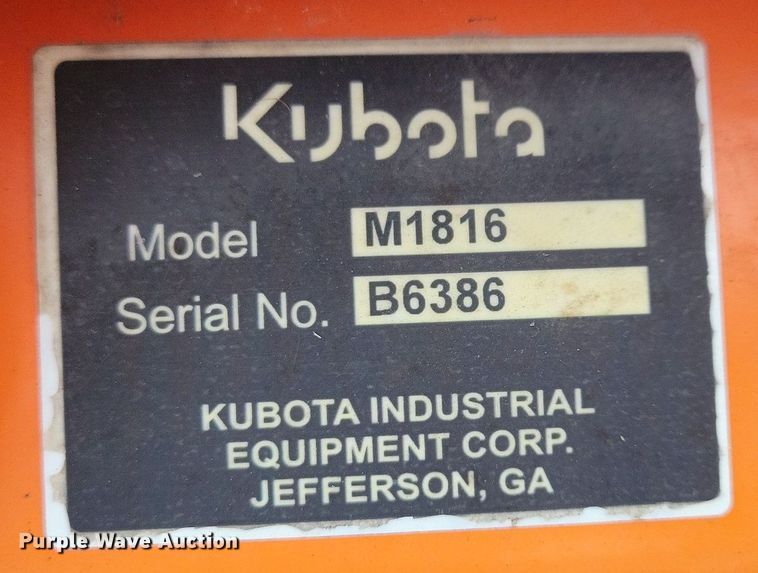 Kubota
Model M1816
Serial No. B6386
KUBOTA INDUSTRIAL
EQUIPMENT CORP.
JEFFERSON, GA
Purple Wave Auction